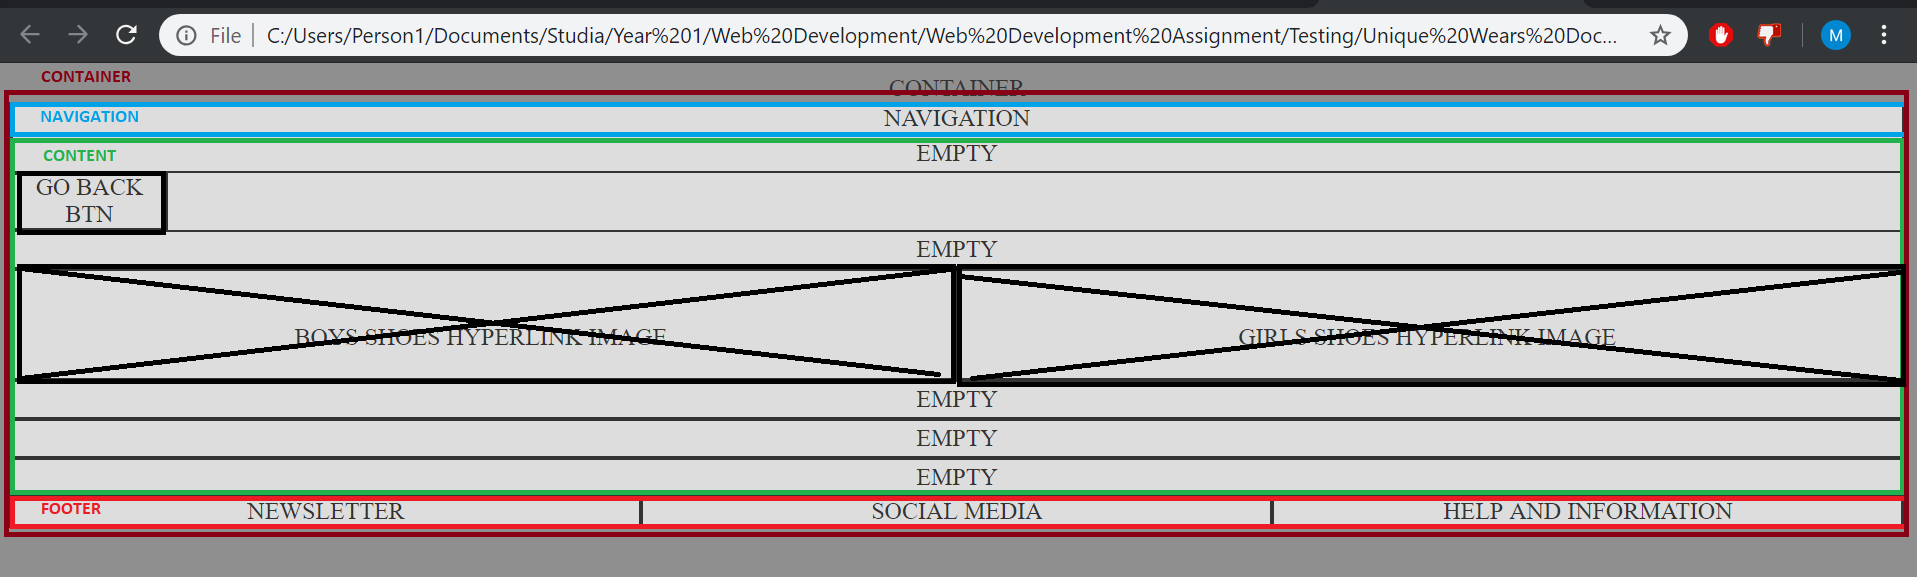 File
C:/Users/Person1/Documents/Studia/Year%201/Web%20Development/Web%20Development%20Assignment/Testing/Unique%20Wears%20Doc...
M
CONTAINER
CONTAINER
NAVIGATION
NAVIGATION
CONTENT
EMPTY
GO BACK
BTN
EMPTY
BOYS SHOES HYPERLINK IMAGE
GIRLS SHOES HYPERLINK IMAGE
EMPTY
EMPTY
EMPTY
FOOTER
NEWSLETTER
SOCIAL MEDIA
HELP AND INFORMATION